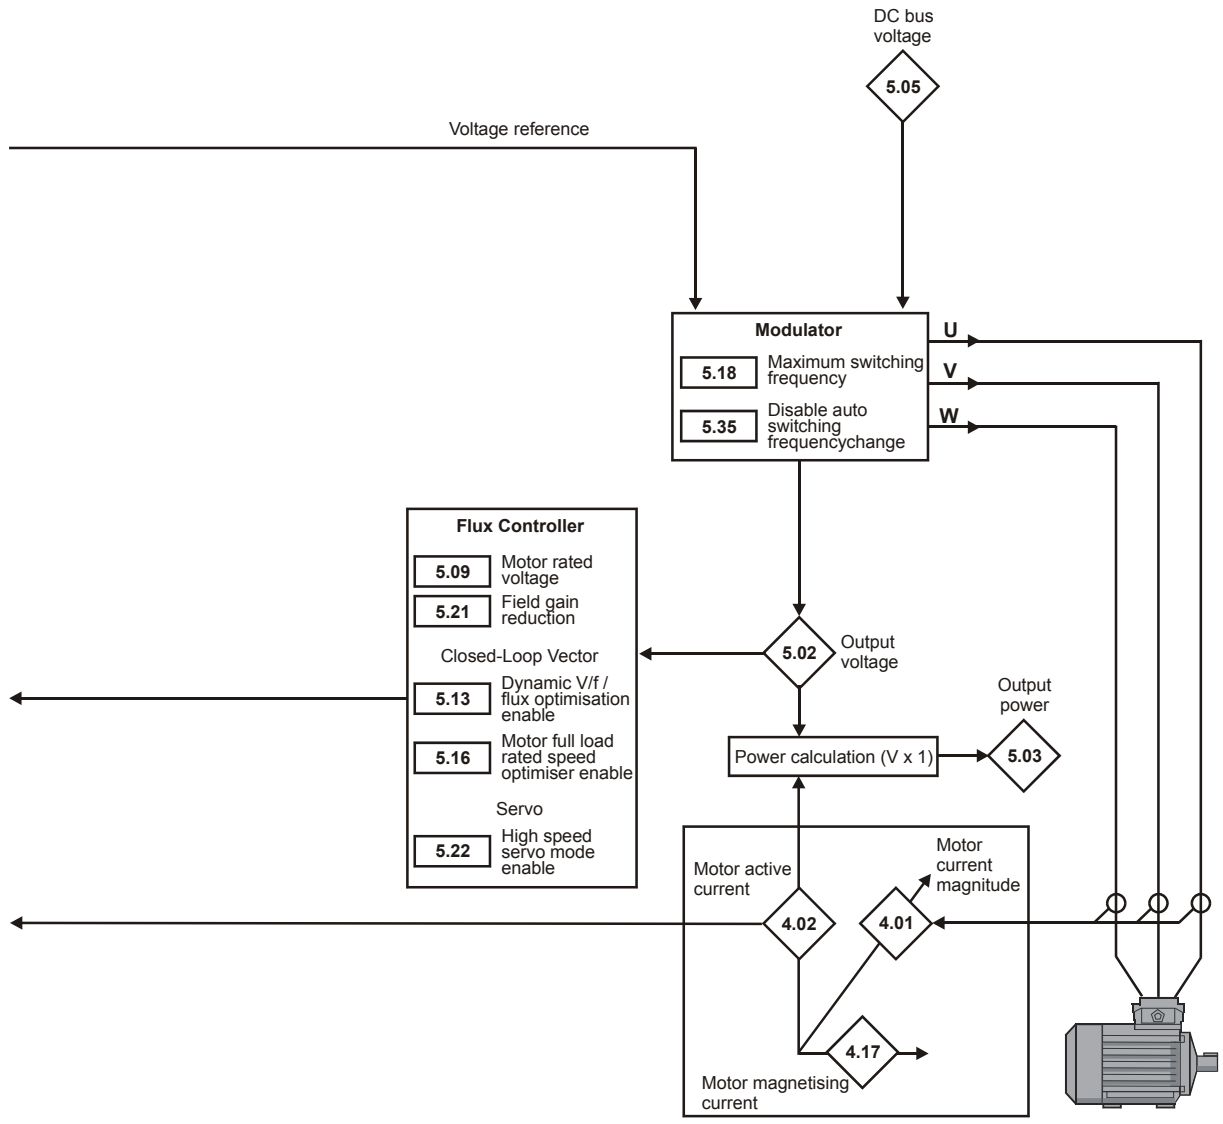 DC bus
voltage
5.05
Voltage reference
Modulator
5.18
Maximum switching
frequency
5.35
Disable auto
switching
frequencychange
U
V
W
Flux Controller
5.09
Motor rated
voltage
5.21
Field gain
reduction
Closed-Loop Vector
5.13
Dynamic V/f /
flux optimisation
enable
5.16
Motor full load
rated speed
optimiser enable
Servo
5.22
High speed
servo mode
enable
5.02
Output
voltage
Output
power
Power calculation (V x 1)
5.03
Motor active
current
4.02
Motor
current
magnitude
4.01
4.17
Motor magnetising
current